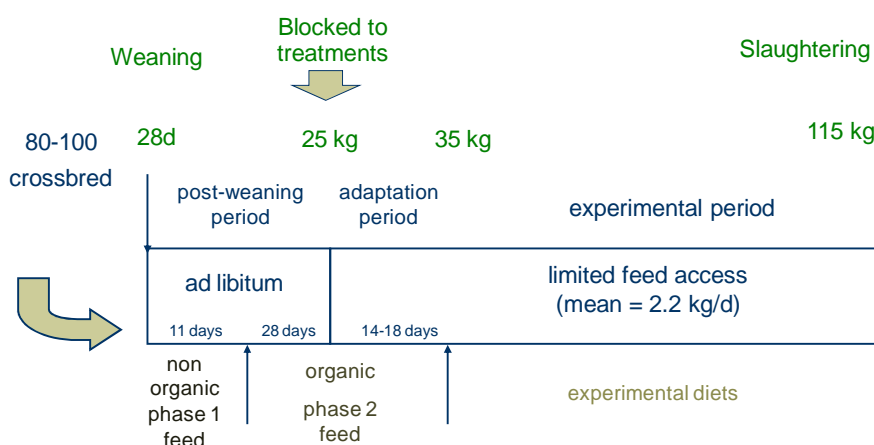 Blocked to
treatments
Weaning
Slaughtering
80-100
crossbred
28d
25 kg
35 kg
115 kg
post-weaning
period
adaptation
period
experimental period
ad libitum
limited feed access
(mean = 2.2 kg/d)
11 days
28 days
14-18 days
non
organic
phase 1
feed
organic
phase 2
feed
experimental diets